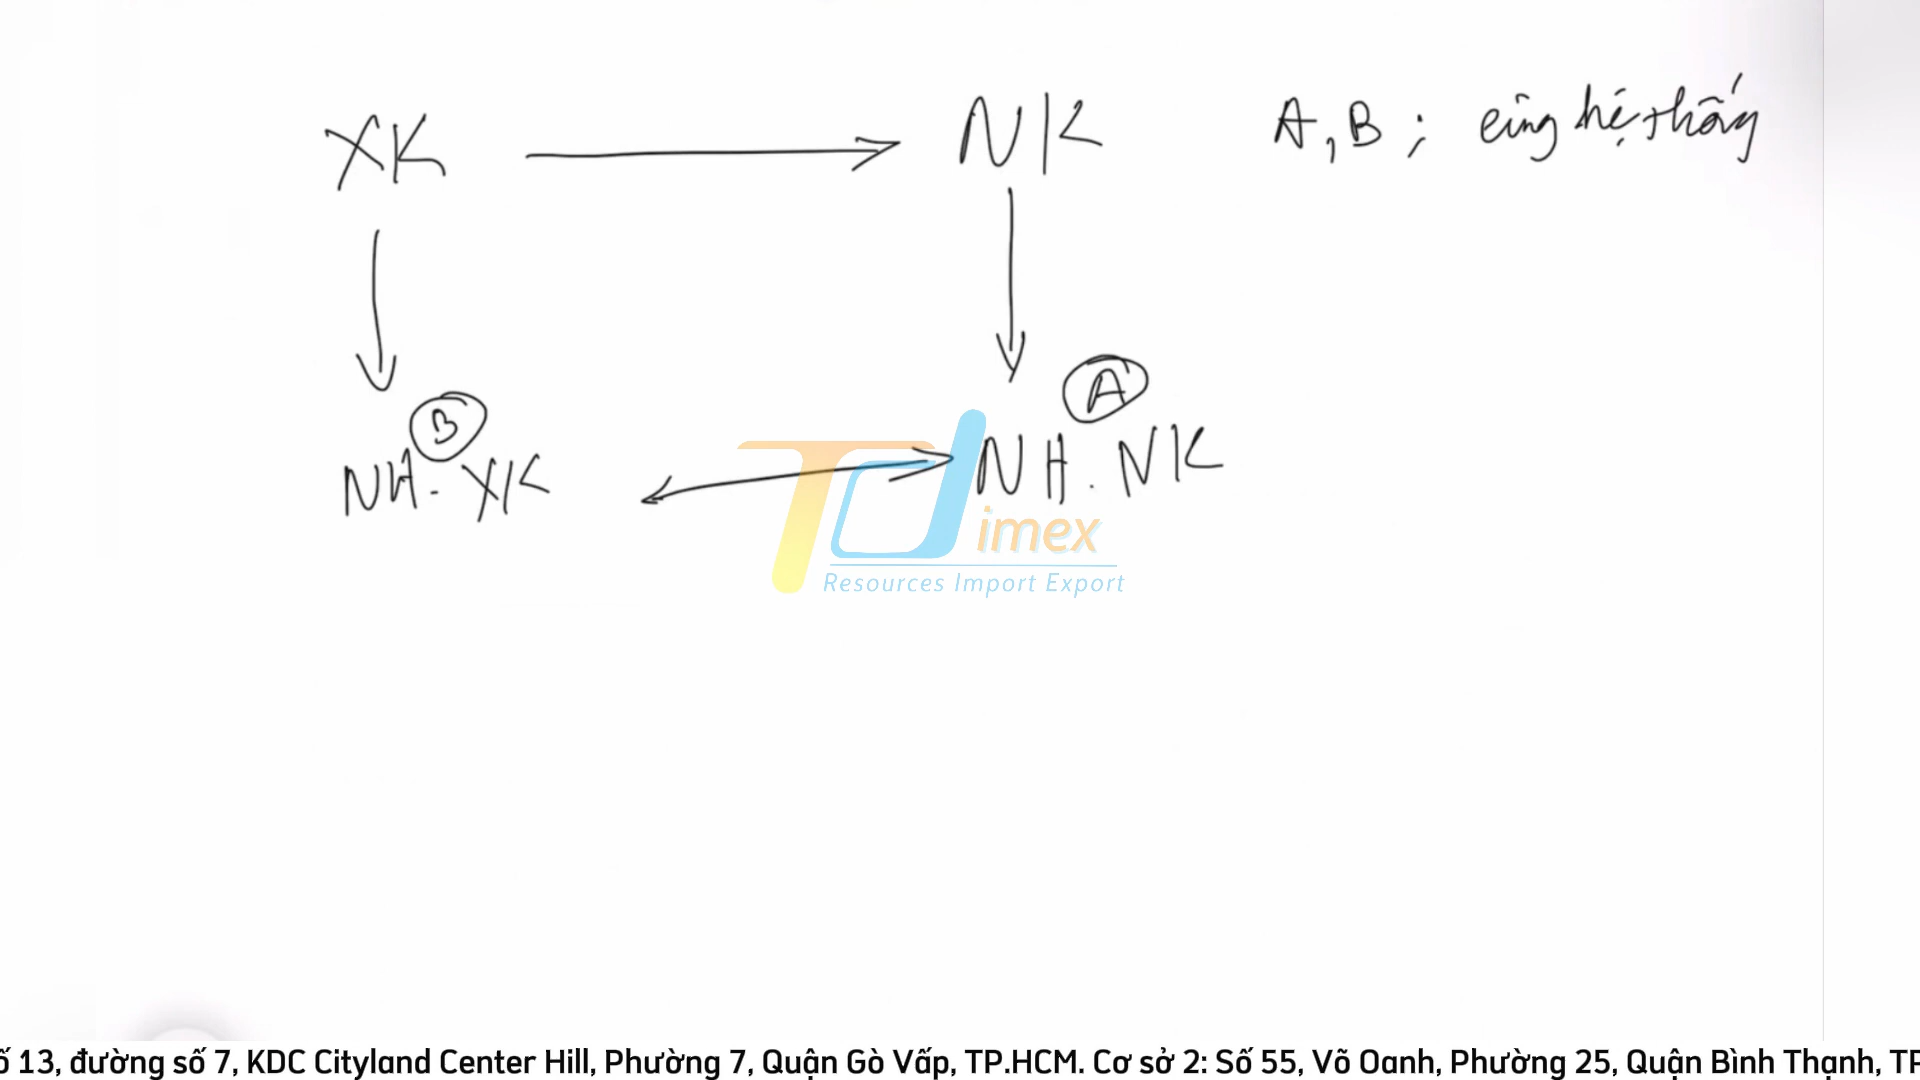 XK NK A, B ; cùng hệ thống
B A
NH. XK NH. NK
Tdimex
Resources Import Export
ố 13, đường số 7, KDC Cityland Center Hill, Phường 7, Quận Gò Vấp, TP.HCM. Cơ sở 2: Số 55, Võ Oanh, Phường 25, Quận Bình Thạnh, TP